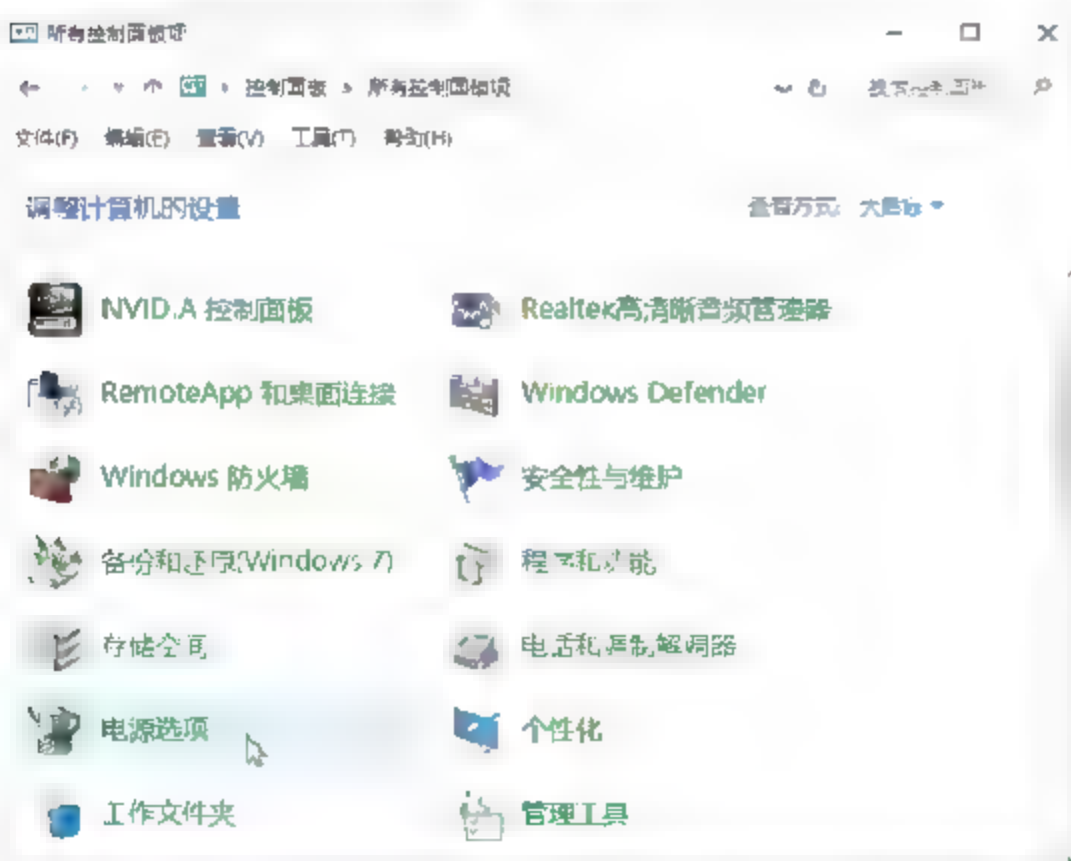 所有控制面板项
控制面板 所有控制面板项
文件(F) 编辑(E) 查看(V) 工具(T) 帮助(H)
调整计算机的设置 查看方式: 大图标
NVID.A 控制面板 Realtek高清晰音频管理器
RemoteApp 和桌面连接 Windows Defender
Windows 防火墙 安全性与维护
备份和还原(Windows 7) 程序和功能
存储空间 电话和调制解调器
电源选项 个性化
工作文件夹 管理工具